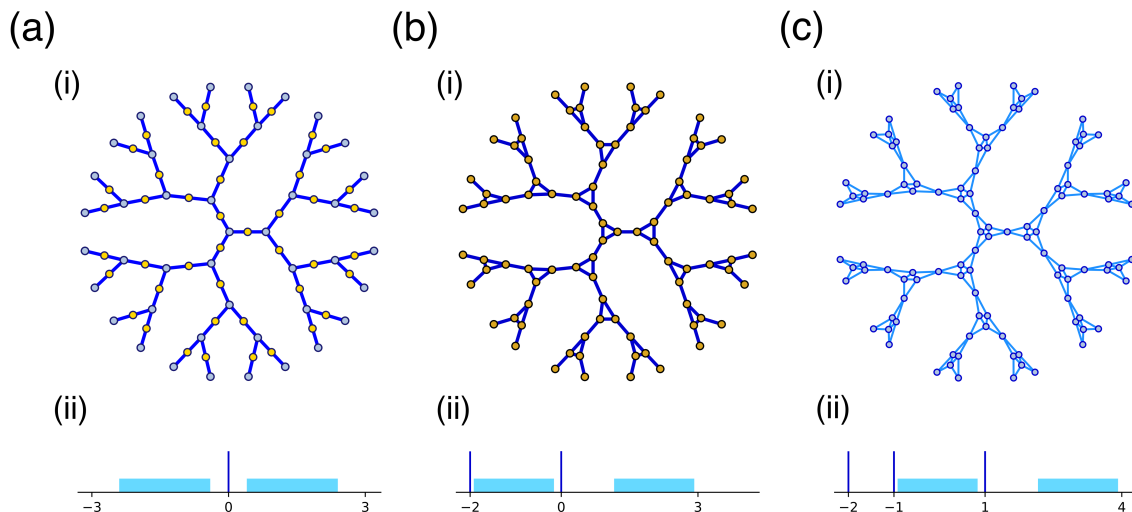 (a) (b) (c)
(i) (i) (i)
(ii) (ii) (ii)
−3 0 3 −2 0 3 −2 −1 1 4